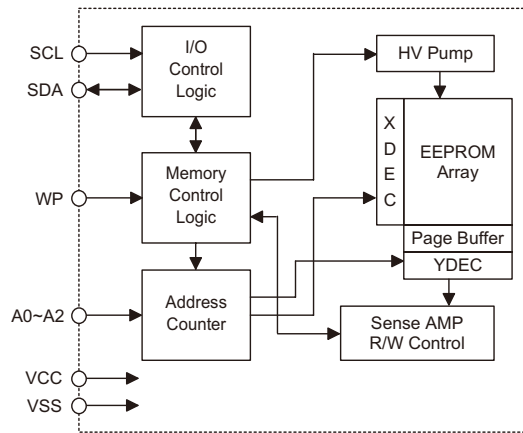 SCL
SDA
WP
A0~A2
VCC
VSS
I/O
Control
Logic
Memory
Control
Logic
Address
Counter
HV Pump
X
D
E
C
EEPROM
Array
Page Buffer
YDEC
Sense AMP
R/W Control